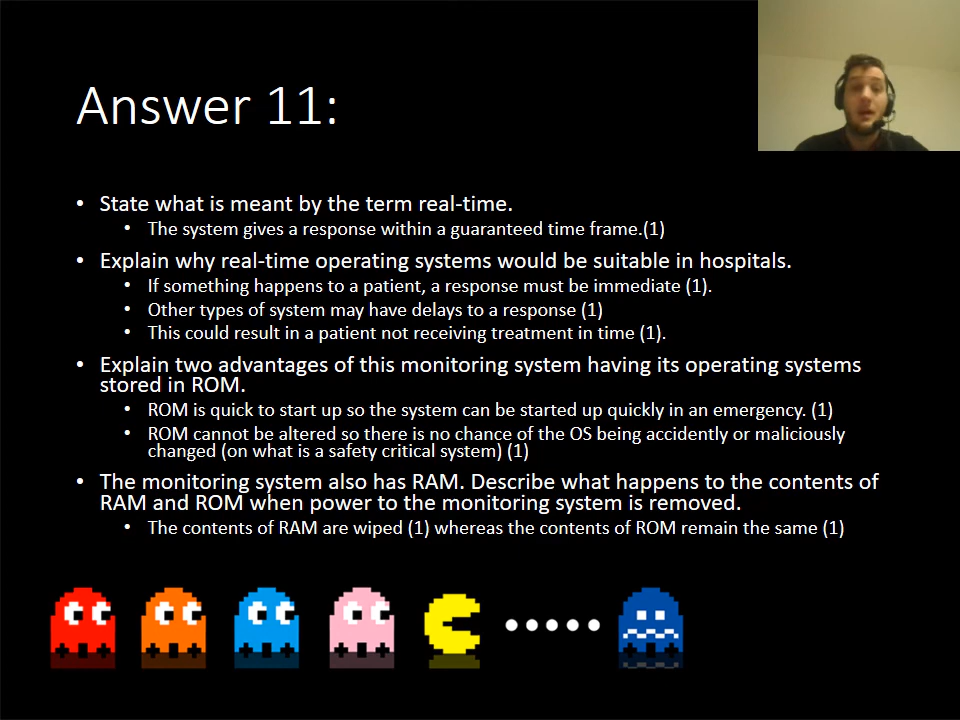 Answer 11:
• State what is meant by the term real-time.
• The system gives a response within a guaranteed time frame.(1)
• Explain why real-time operating systems would be suitable in hospitals.
• If something happens to a patient, a response must be immediate (1).
• Other types of system may have delays to a response (1)
• This could result in a patient not receiving treatment in time (1).
• Explain two advantages of this monitoring system having its operating systems
stored in ROM.
• ROM is quick to start up so the system can be started up quickly in an emergency. (1)
• ROM cannot be altered so there is no chance of the OS being accidently or maliciously
changed (on what is a safety critical system) (1)
• The monitoring system also has RAM. Describe what happens to the contents of
RAM and ROM when power to the monitoring system is removed.
• The contents of RAM are wiped (1) whereas the contents of ROM remain the same (1)